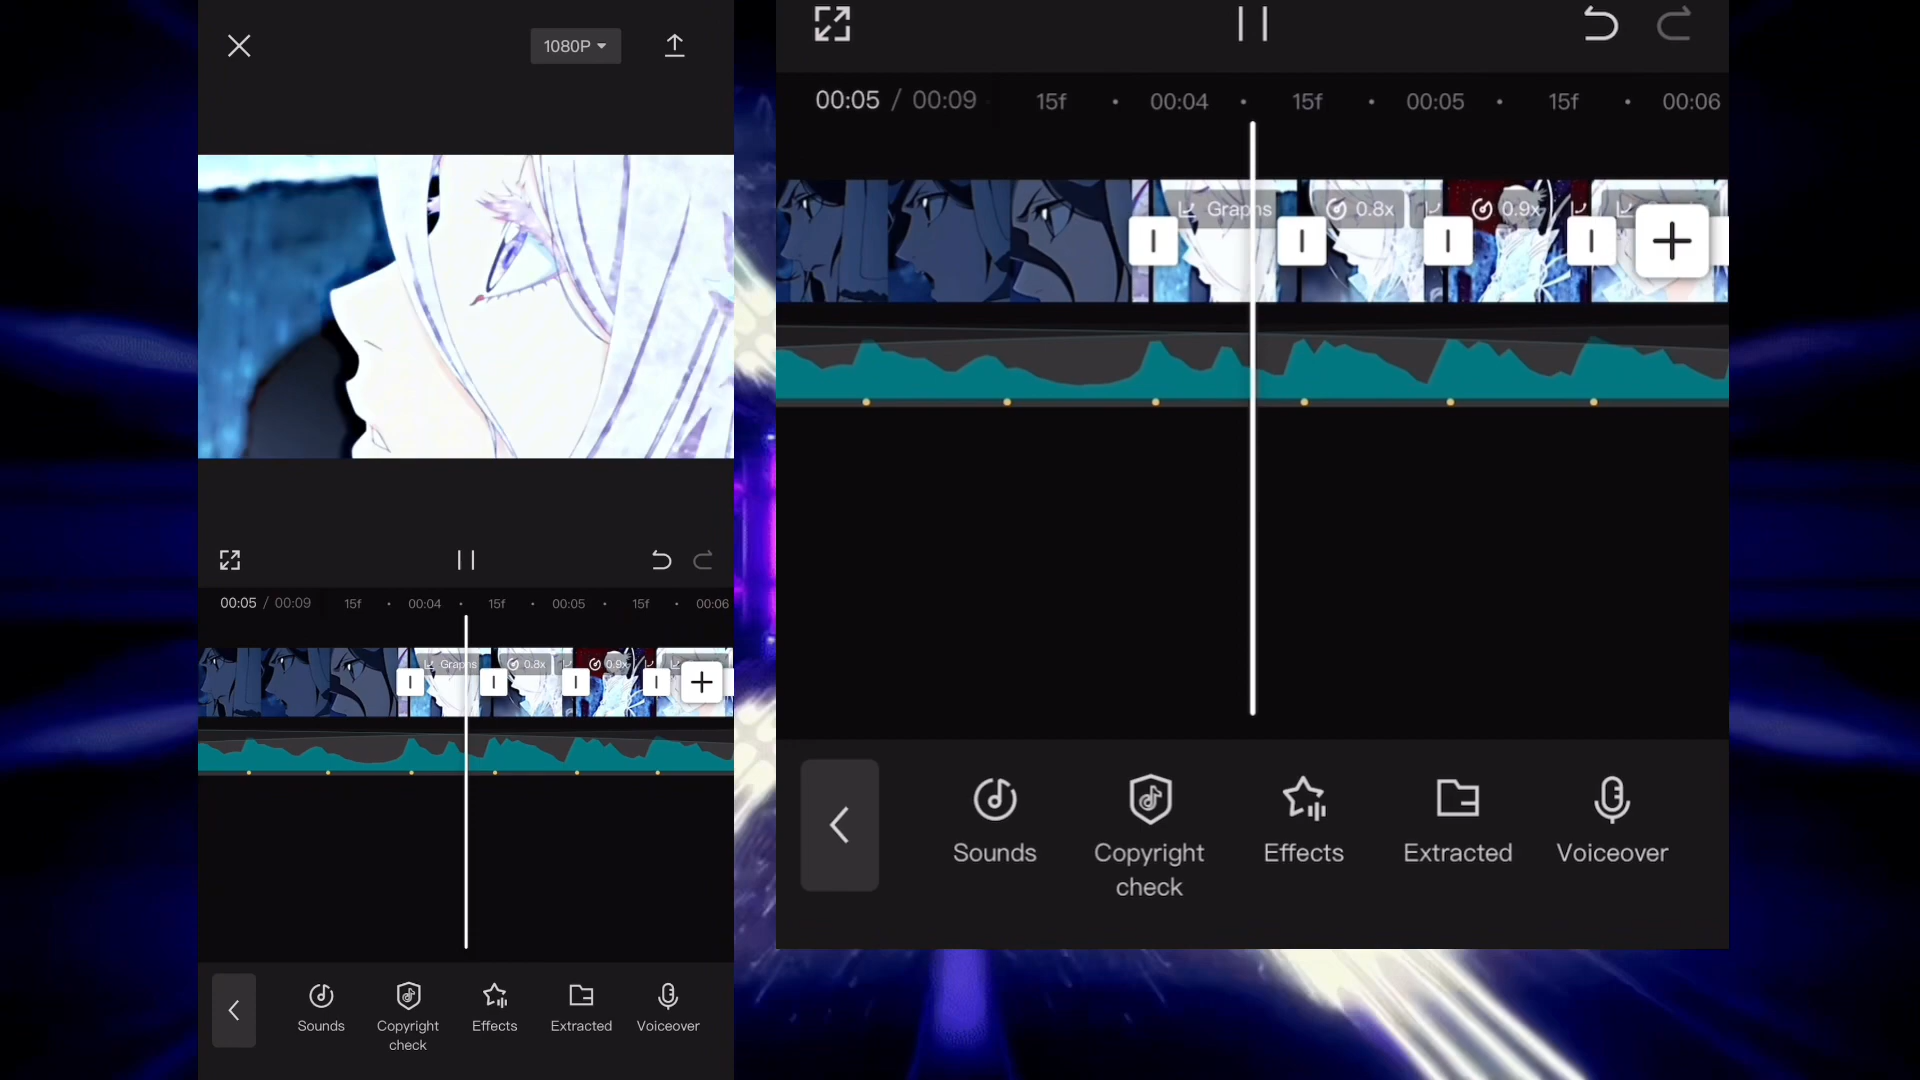 1080P
00:05 / 00:09 15f 00:04 15f 00:05 15f 00:06
Graphs 0.8x 0.9x
Sounds Copyright check Effects Extracted Voiceover
00:05 / 00:09 15f 00:04 15f 00:05 15f 00:06
Graphs 0.8x 0.9x
Sounds Copyright check Effects Extracted Voiceover